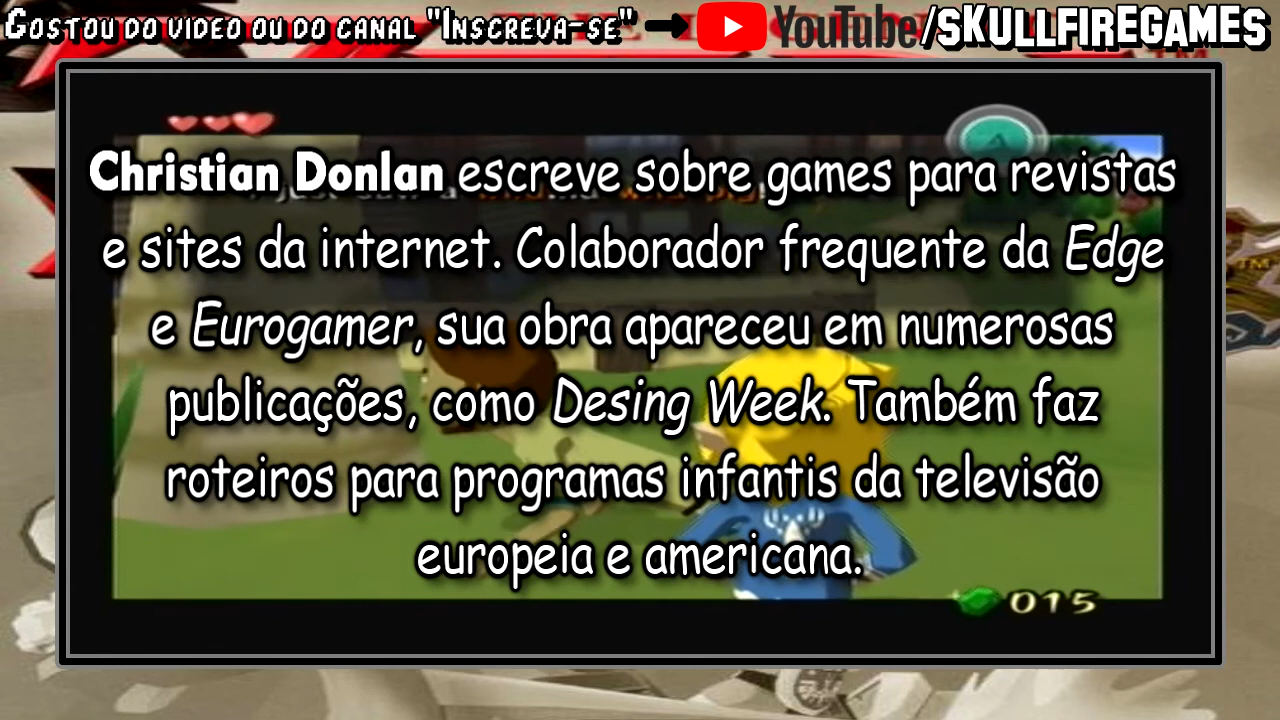 Gostou do video ou do canal "Inscreva-se" → YouTube/SKULLFIREGAMES
Christian Donlan escreve sobre games para revistas
e sites da internet. Colaborador frequente da Edge
e Eurogamer, sua obra apareceu em numerosas
publicações, como Desing Week. Também faz
roteiros para programas infantis da televisão
europeia e americana.
015